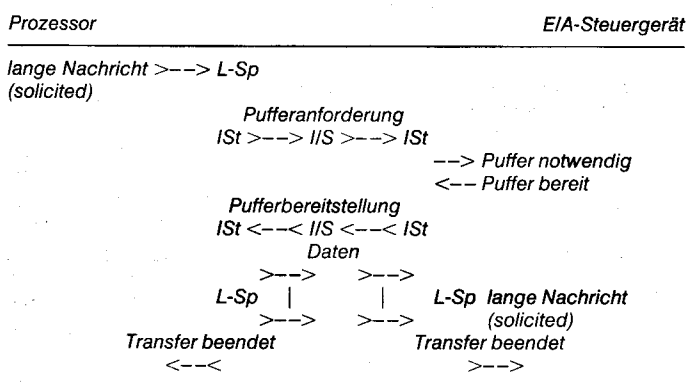 Prozessor E/A-Steuergerät
lange Nachricht >--> L-Sp
(solicited)
Pufferanforderung
ISt >--> I/S >--> ISt
--> Puffer notwendig
<-- Puffer bereit
Pufferbereitstellung
ISt <--< I/S <--< ISt
Daten
>--> >-->
L-Sp | | L-Sp lange Nachricht
>--> >--> (solicited)
Transfer beendet Transfer beendet
<--< >-->